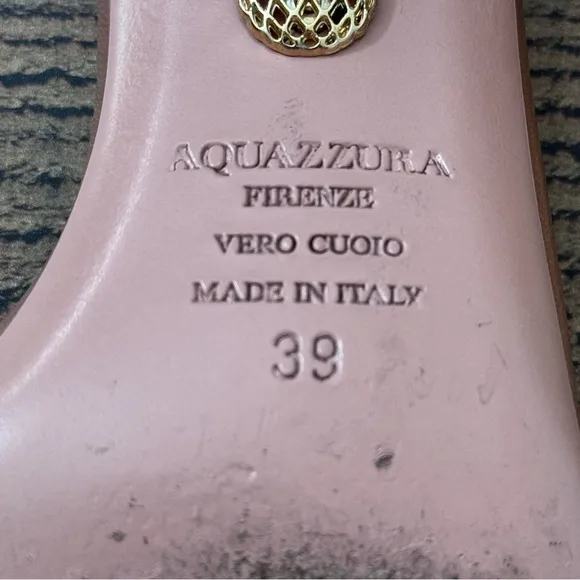 AQUAZZURA
FIRENZE
VERO CUOIO
MADE IN ITALY
39